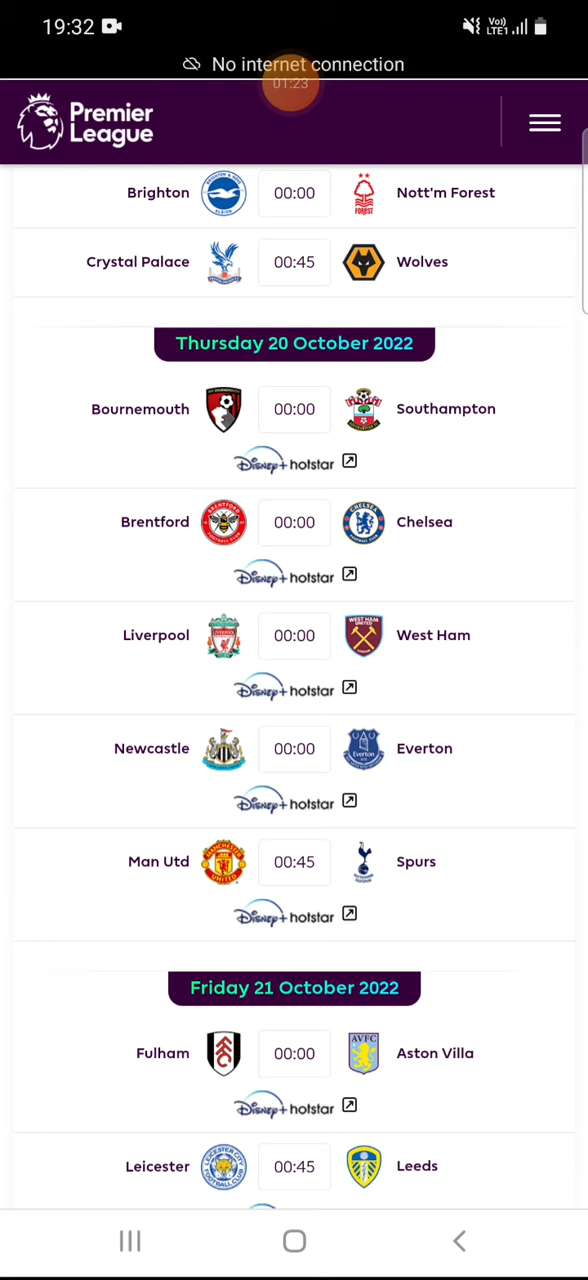 19:32
Vo)
LTE1
No internet connection
01:23
Premier
League
Brighton 00:00 Nott'm Forest
Crystal Palace 00:45 Wolves
Thursday 20 October 2022
Bournemouth 00:00 Southampton
Disney+ hotstar
Brentford 00:00 Chelsea
Disney+ hotstar
Liverpool 00:00 West Ham
Disney+ hotstar
Newcastle 00:00 Everton
Disney+ hotstar
Man Utd 00:45 Spurs
Disney+ hotstar
Friday 21 October 2022
Fulham 00:00 Aston Villa
Disney+ hotstar
Leicester 00:45 Leeds